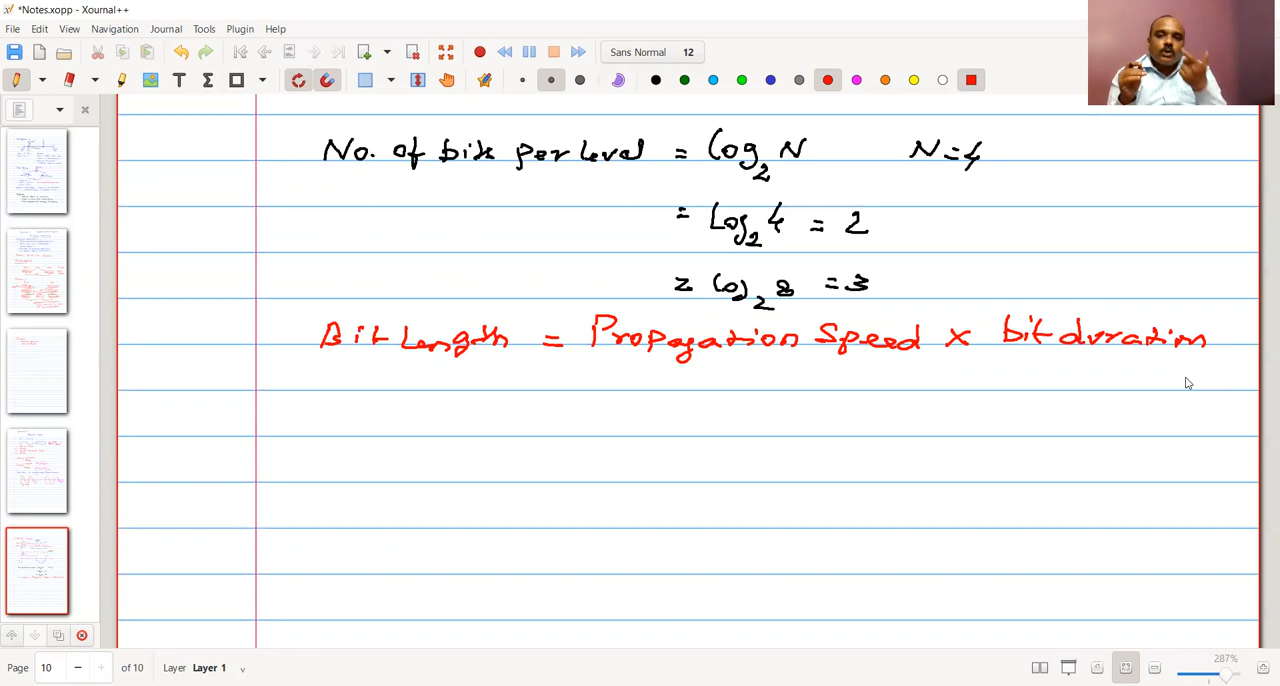 *Notes.xopp - Xournal++
File Edit View Navigation Journal Tools Plugin Help
Sans Normal 12
No. of bits per level = log2 N N=4
= Log2 4 = 2
= log2 8 = 3
Bit Length = Propagation Speed x bit duration
287%
Page 10 of 10 Layer Layer 1